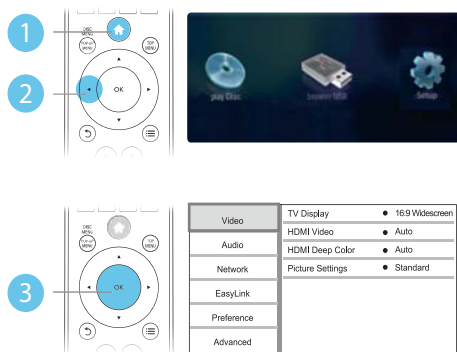 1
DISC
MENU
POP-UP
MENU
TOP
MENU
2
OK
play Disc
browse USB
Setup
DISC
MENU
POP-UP
MENU
TOP
MENU
3
OK
Video
Audio
Network
EasyLink
Preference
Advanced
TV Display ● 16:9 Widescreen
HDMI Video ● Auto
HDMI Deep Color ● Auto
Picture Settings ● Standard